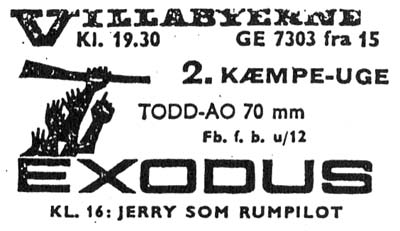 VILLABYERNE
Kl. 19.30 GE 7303 fra 15
2. KÆMPE-UGE
TODD-AO 70 mm
Fb. f. b. u/12
EXODUS
KL. 16: JERRY SOM RUMPILOT